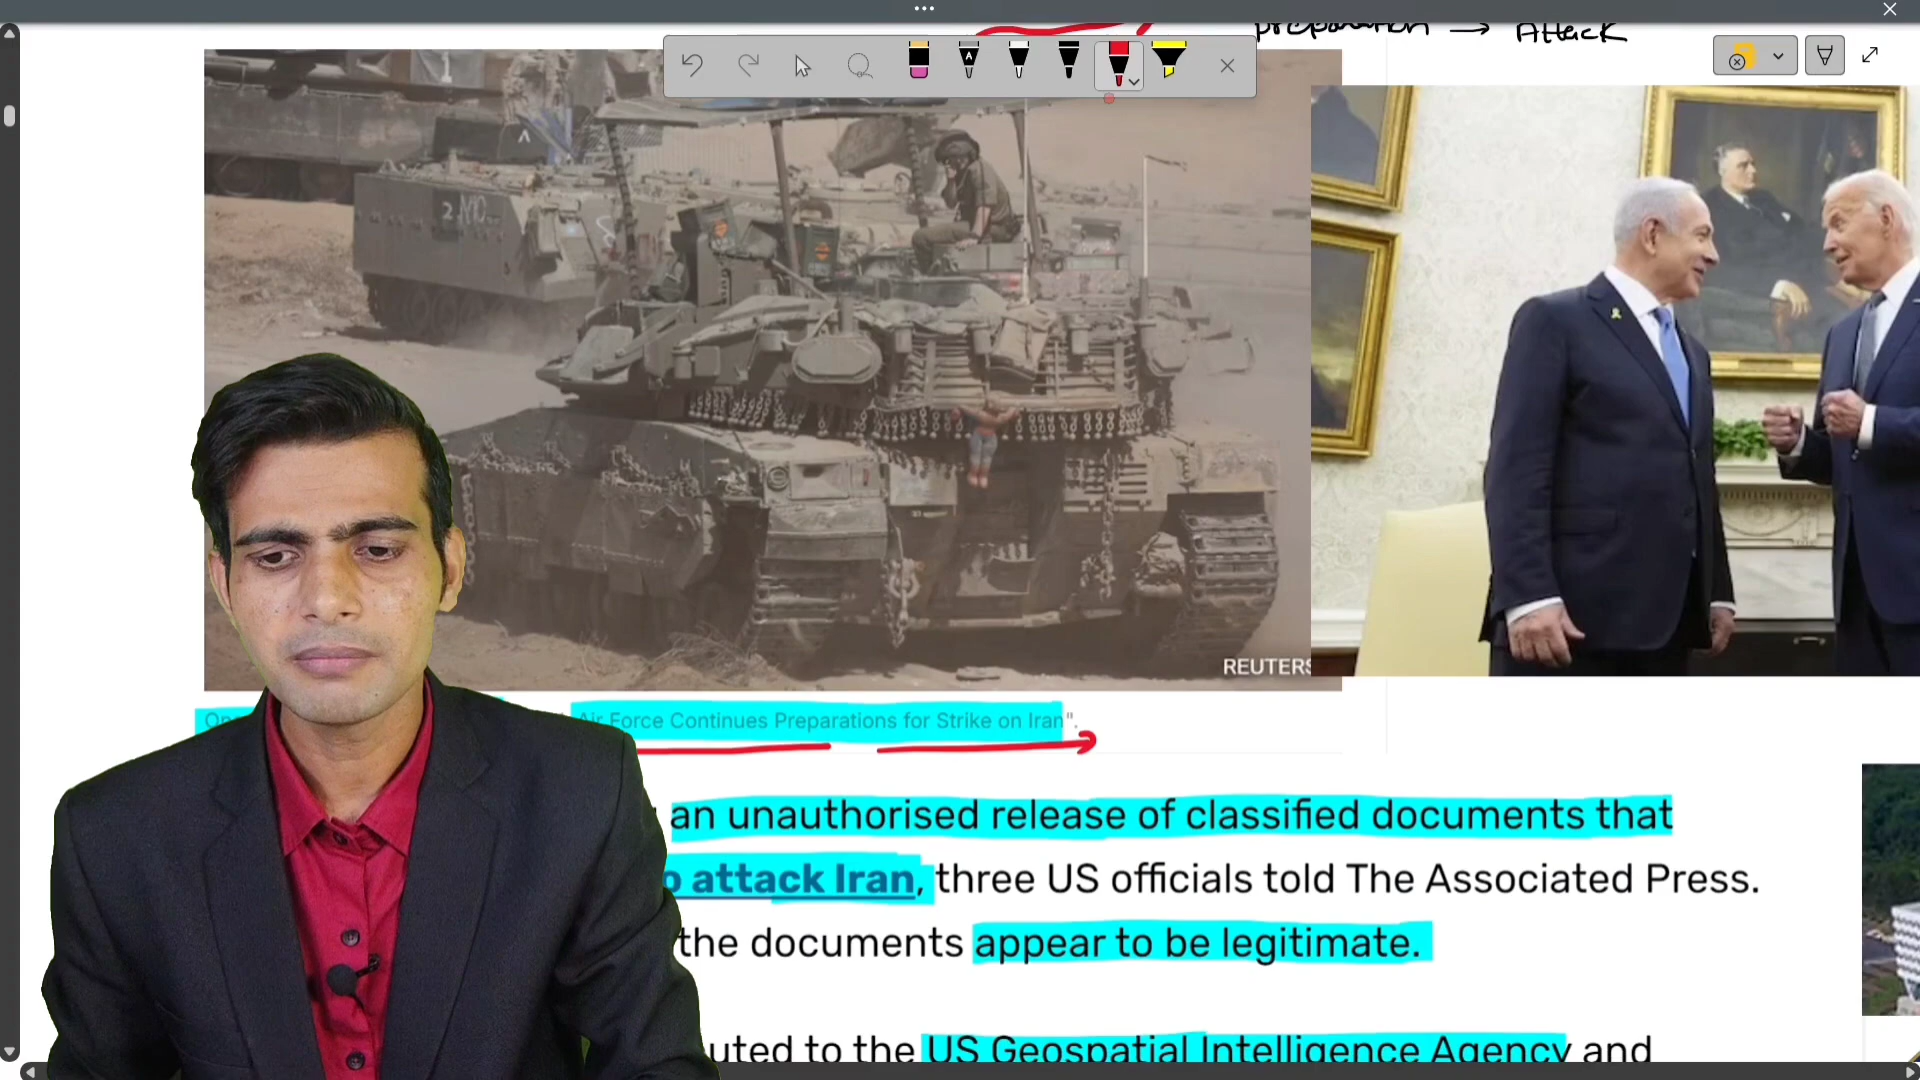 preparation → Attack
2 MO
REUTERS
Air Force Continues Preparations for Strike on Iran".
an unauthorised release of classified documents that
o attack Iran, three US officials told The Associated Press.
the documents appear to be legitimate.
uted to the US Geospatial Intelligence Agency and